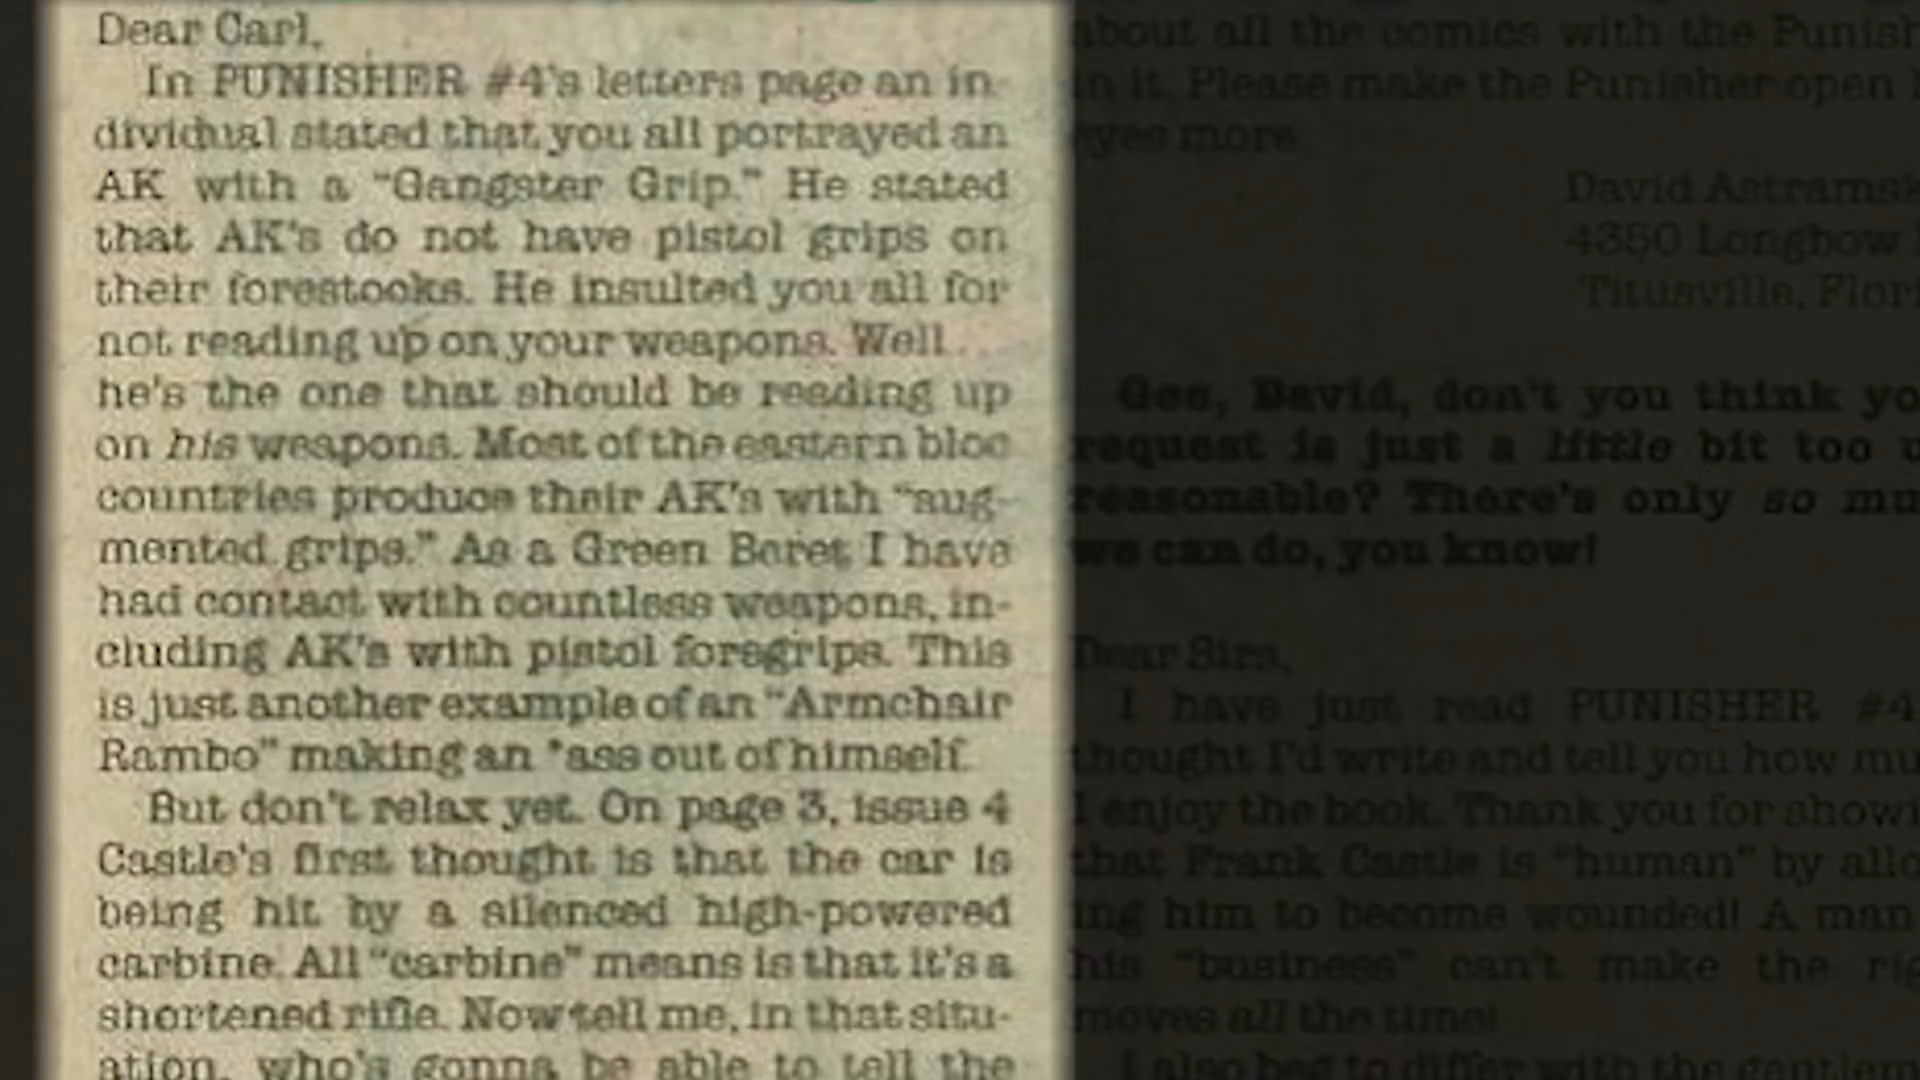 Dear Carl,
In PUNISHER #4's letters page an in-
dividual stated that you all portrayed an
AK with a "Gangster Grip." He stated
that AK's do not have pistol grips on
their forestocks. He insulted you all for
not reading up on your weapons. Well...
he's the one that should be reading up
on his weapons. Most of the eastern bloc
countries produce their AK's with "aug-
mented grips." As a Green Beret I have
had contact with countless weapons, in-
cluding AK's with pistol foregrips. This
is just another example of an "Armchair
Rambo" making an *ass out of himself.
But don't relax yet. On page 3, issue 4
Castle's first thought is that the car is
being hit by a silenced high-powered
carbine. All "carbine" means is that it's a
shortened rifle. Now tell me, in that situ-
ation, who's gonna be able to tell the
about all the comics with the Punish
in it. Please make the Punisher open
eyes more.
David Astramsk
4350 Longbow
Titusville, Flori
Gee, David, don't you think yo
request is just a little bit too u
reasonable? There's only so mu
we can do, you know!
Dear Sirs,
I have just read PUNISHER #4
thought I'd write and tell you how mu
I enjoy the book. Thank you for showi
that Frank Castle is "human" by allo
ing him to become wounded! A man
his "business" can't make the rig
moves all the time!
I also beg to differ with the gentlem